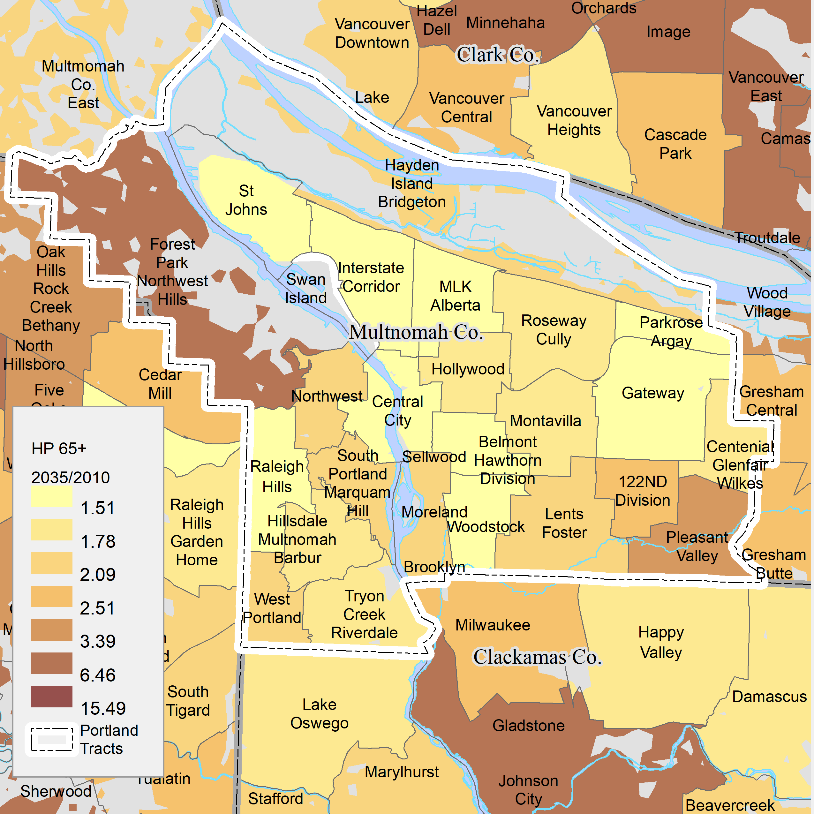 Hazel
Dell
Minnehaha
Orchards
Image
Vancouver
Downtown
Clark Co.
Multnomah
Co.
East
Lake
Vancouver
Central
Vancouver
Heights
Vancouver
East
Cascade
Park
Camas
Hayden
Island
Bridgeton
St
Johns
Troutdale
Oak
Hills
Rock
Creek
Bethany
Forest
Park
Northwest
Hills
Swan
Island
Interstate
Corridor
MLK
Alberta
Wood
Village
Multnomah Co.
Roseway
Cully
Parkrose
Argay
North
Hillsboro
Five
Cedar
Mill
Northwest
Hollywood
Central
City
Gateway
Gresham
Central
Montavilla
Belmont
Hawthorn
Division
Centenial
Glenfair
Wilkes
Raleigh
Hills
South
Portland
Marquam
Hill
Sellwood
Moreland
Brooklyn
122ND
Division
Woodstock
Lents
Foster
Raleigh
Hills
Garden
Home
Hillsdale
Multnomah
Barbur
Pleasant
Valley
Gresham
Butte
West
Portland
Tryon
Creek
Riverdale
Milwaukee
Happy
Valley
Clackamas Co.
South
Tigard
Lake
Oswego
Damascus
Gladstone
Marylhurst
Johnson
City
Tualatin
Sherwood
Stafford
Beavercreek
HP 65+
2035/2010
1.51
1.78
2.09
2.51
3.39
6.46
15.49
Portland
Tracts